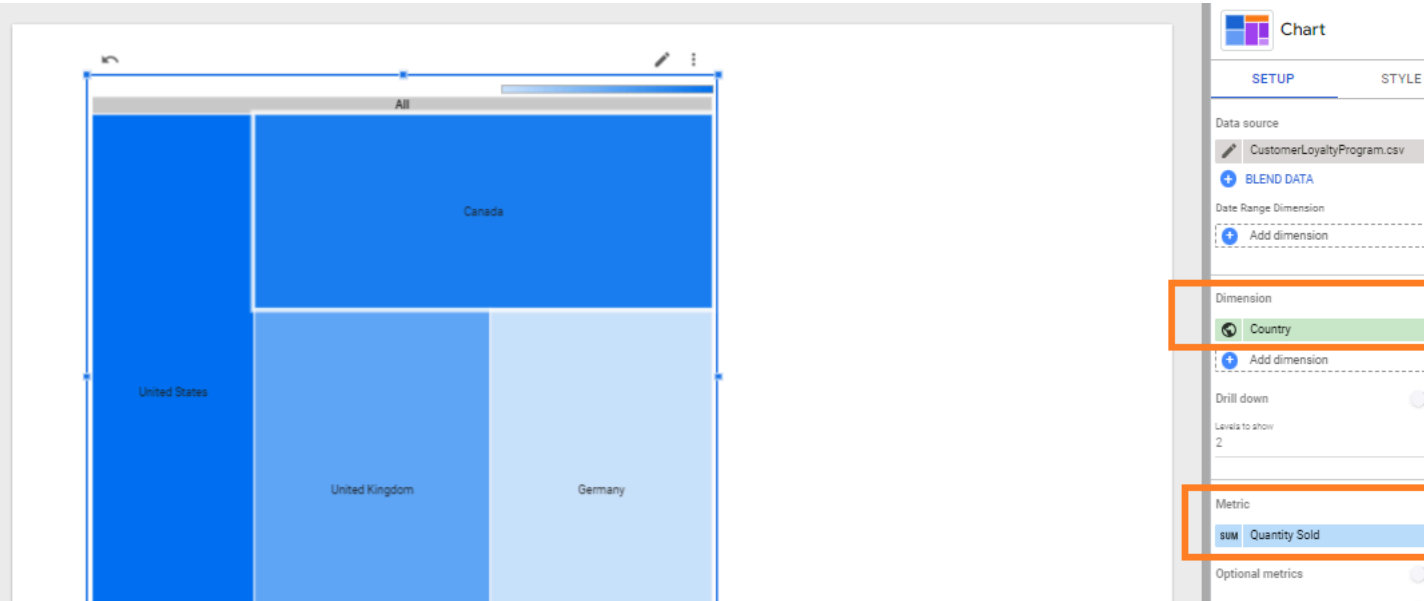 All
Canada
United States
United Kingdom
Germany
Chart
SETUP STYLE
Data source
CustomerLoyaltyProgram.csv
BLEND DATA
Date Range Dimension
Add dimension
Dimension
Country
Add dimension
Drill down
Levels to show
2
Metric
SUM Quantity Sold
Optional metrics